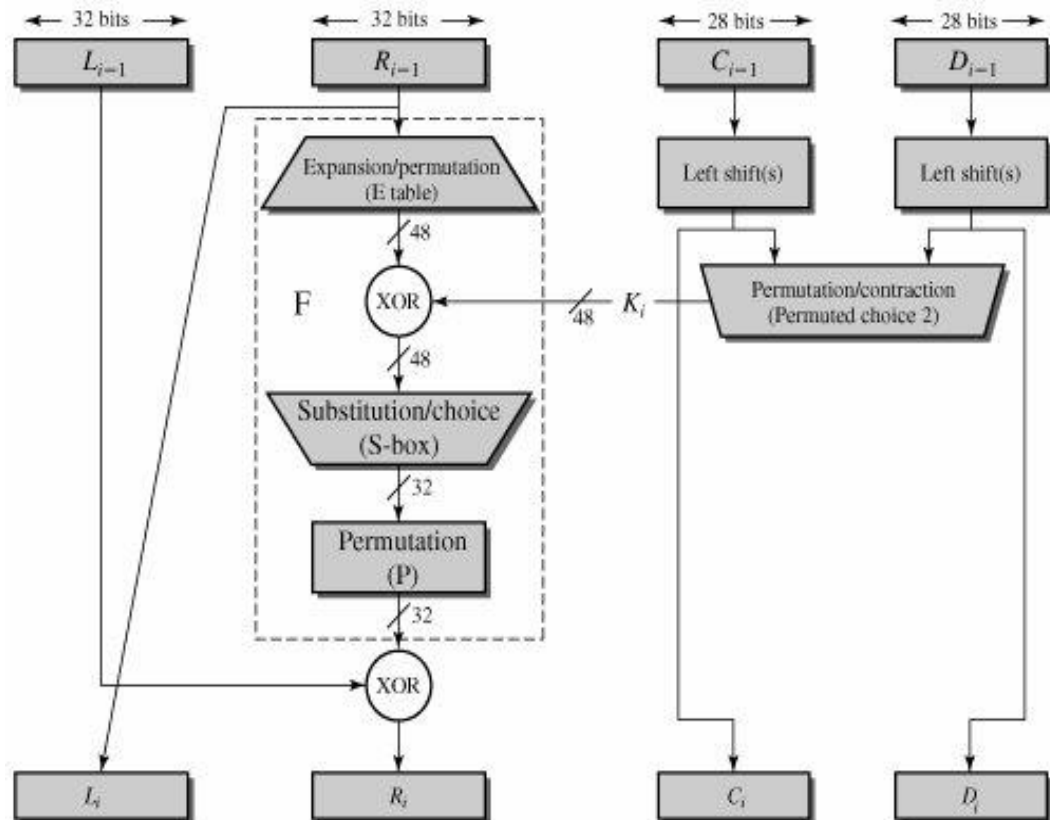 32 bits
32 bits
28 bits
28 bits
L_{i-1}
R_{i-1}
C_{i-1}
D_{i-1}
Expansion/permutation
(E table)
Left shift(s)
Left shift(s)
48
F
XOR
48
K_i
Permutation/contraction
(Permuted choice 2)
48
Substitution/choice
(S-box)
32
Permutation
(P)
32
XOR
L_i
R_i
C_i
D_i